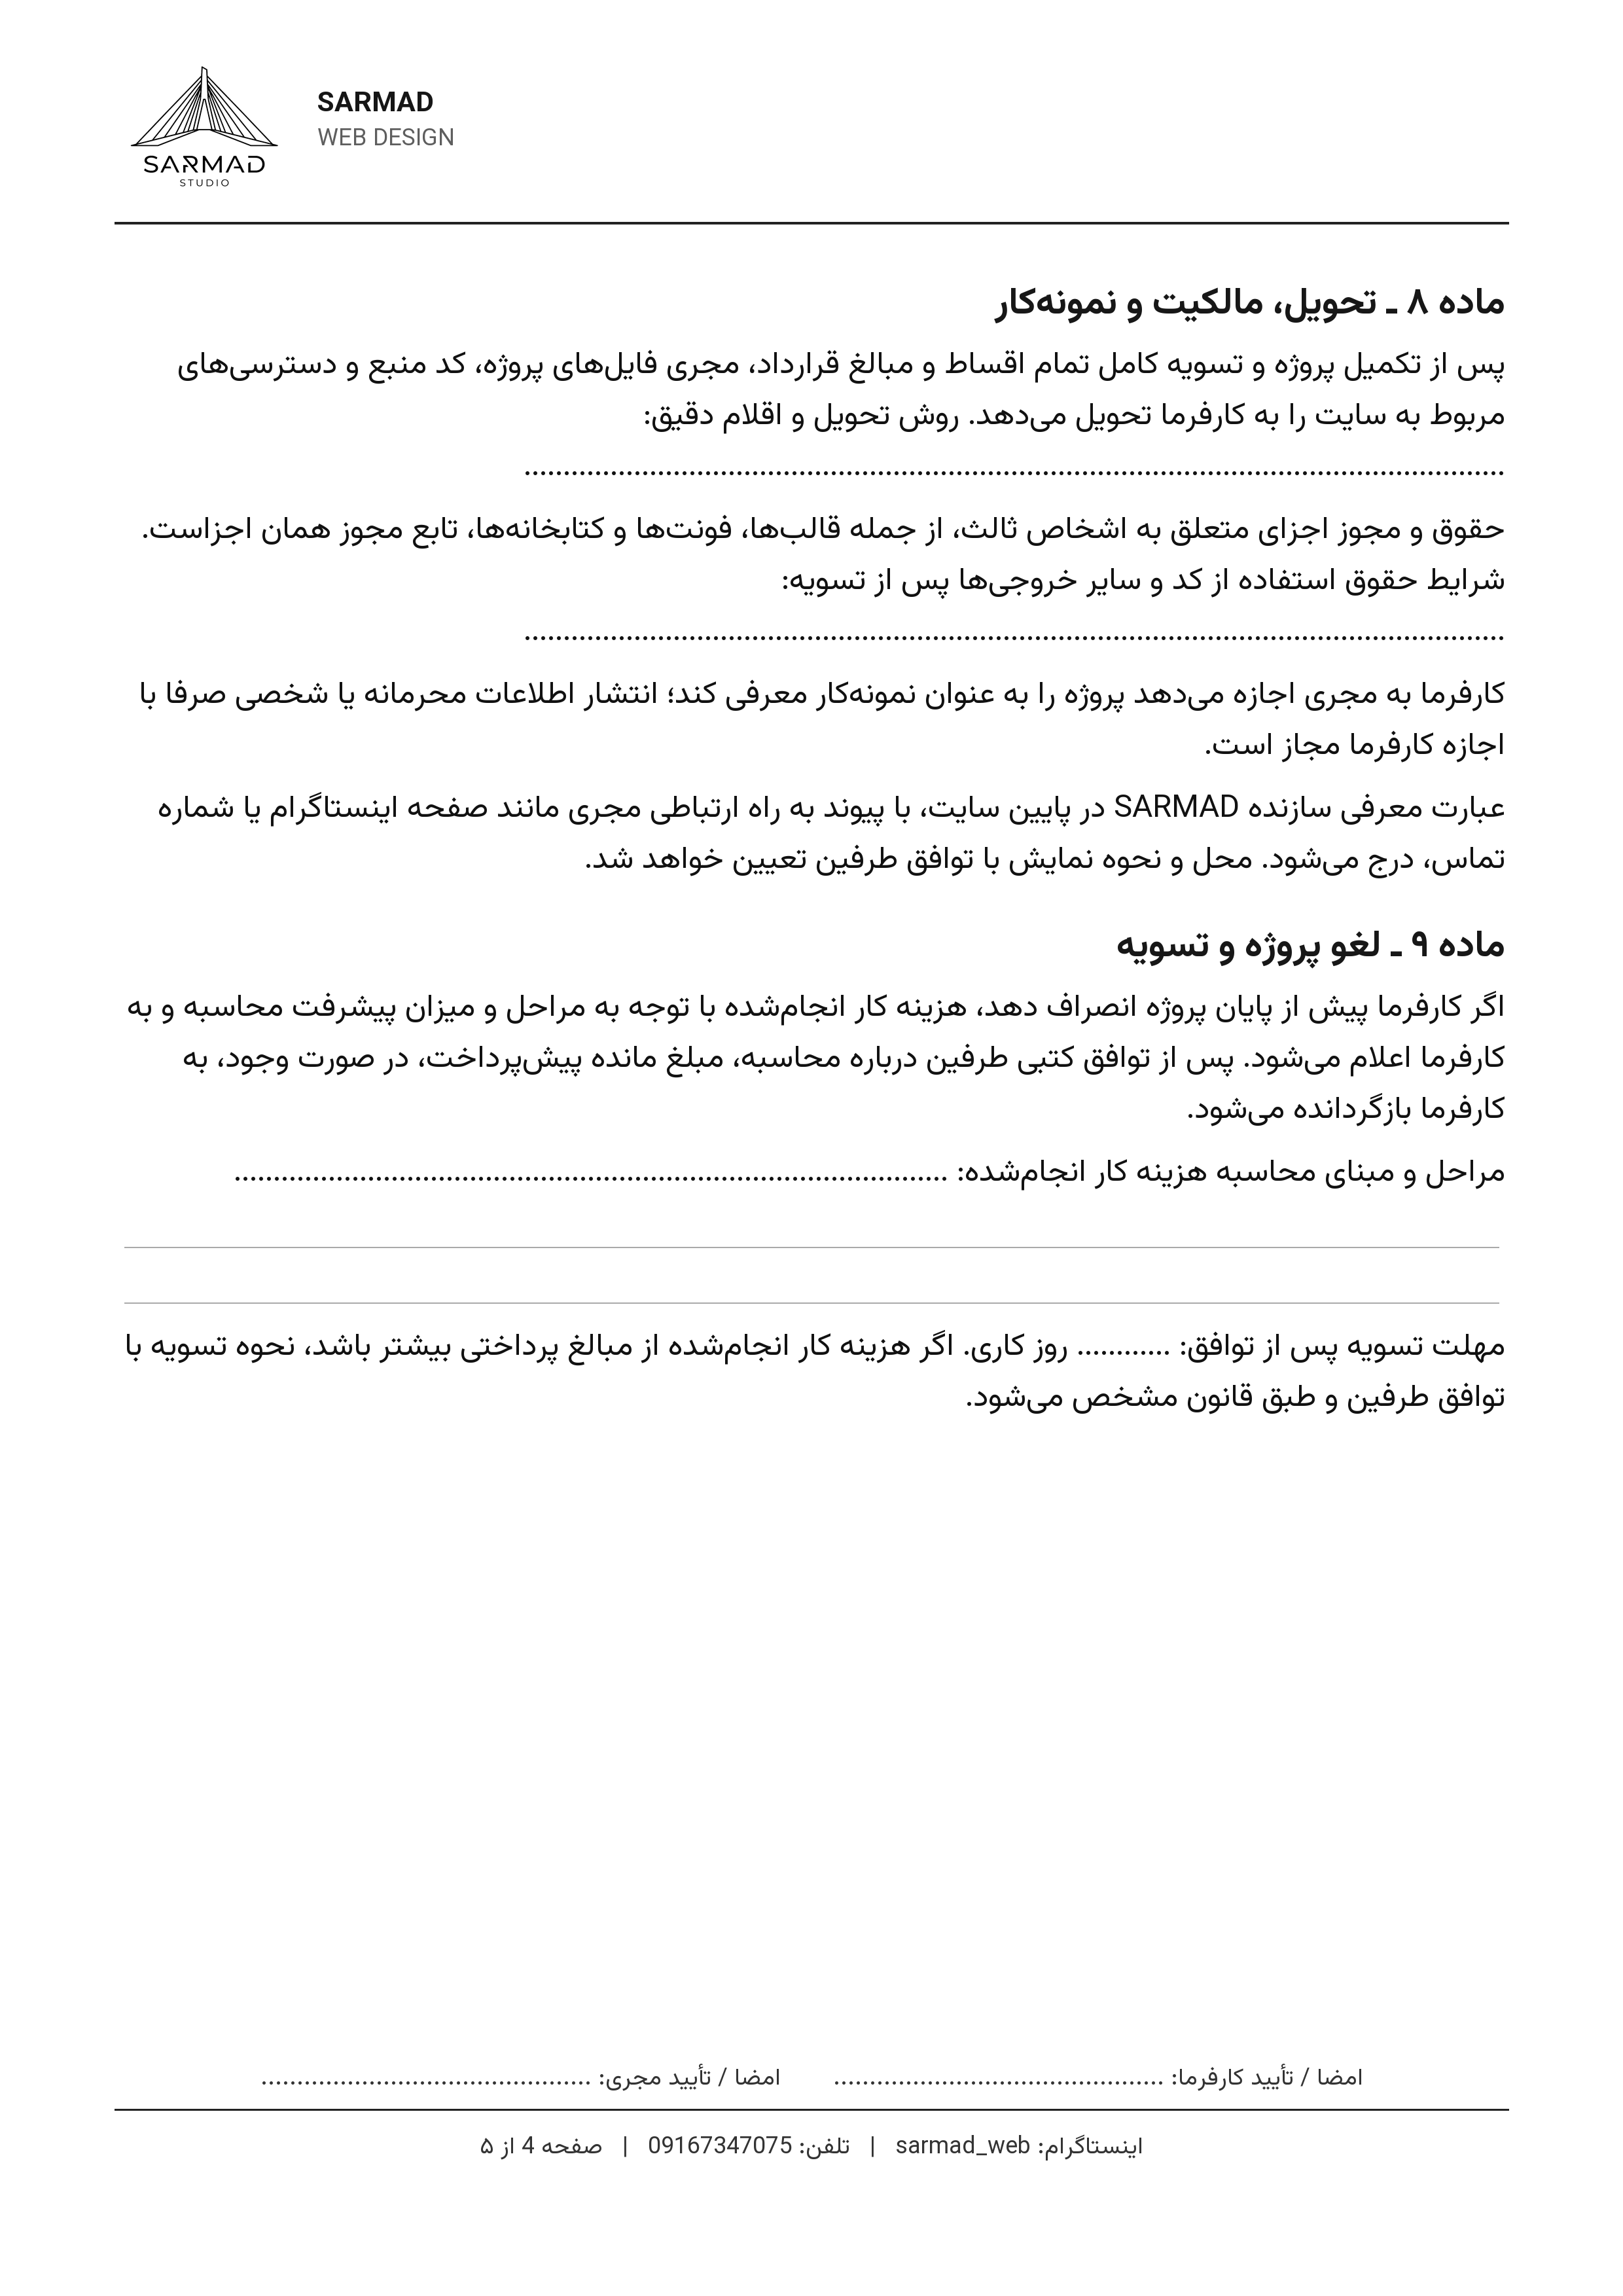 SARMAD
STUDIO
SARMAD
WEB DESIGN
ماده ۸ ـ تحویل، مالکیت و نمونه‌کار
پس از تکمیل پروژه و تسویه کامل تمام اقساط و مبالغ قرارداد، مجری فایل‌های پروژه، کد منبع و دسترسی‌های
مربوط به سایت را به کارفرما تحویل می‌دهد. روش تحویل و اقلام دقیق:
................................................................................................................................
حقوق و مجوز اجزای متعلق به اشخاص ثالث، از جمله قالب‌ها، فونت‌ها و کتابخانه‌ها، تابع مجوز همان اجزاست.
شرایط حقوق استفاده از کد و سایر خروجی‌ها پس از تسویه:
................................................................................................................................
کارفرما به مجری اجازه می‌دهد پروژه را به عنوان نمونه‌کار معرفی کند؛ انتشار اطلاعات محرمانه یا شخصی صرفا با
اجازه کارفرما مجاز است.
عبارت معرفی سازنده SARMAD در پایین سایت، با پیوند به راه ارتباطی مجری مانند صفحه اینستاگرام یا شماره
تماس، درج می‌شود. محل و نحوه نمایش با توافق طرفین تعیین خواهد شد.
ماده ۹ ـ لغو پروژه و تسویه
اگر کارفرما پیش از پایان پروژه انصراف دهد، هزینه کار انجام‌شده با توجه به مراحل و میزان پیشرفت محاسبه و به
کارفرما اعلام می‌شود. پس از توافق کتبی طرفین درباره محاسبه، مبلغ مانده پیش‌پرداخت، در صورت وجود، به
کارفرما بازگردانده می‌شود.
مراحل و مبنای محاسبه هزینه کار انجام‌شده: ............................................................................................
مهلت تسویه پس از توافق: ............ روز کاری. اگر هزینه کار انجام‌شده از مبالغ پرداختی بیشتر باشد، نحوه تسویه با
توافق طرفین و طبق قانون مشخص می‌شود.
امضا / تأیید کارفرما: .............................................. امضا / تأیید مجری: ..............................................
اینستاگرام: sarmad_web | تلفن: 09167347075 | صفحه 4 از ۵